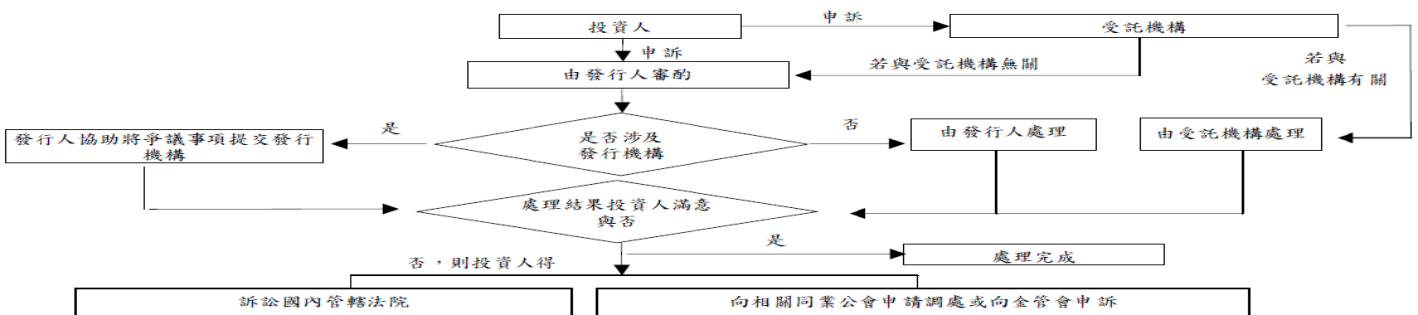 投資人
申訴
受託機構
申訴
若與
受託機構有關
若與受託機構無關
由發行人審酌
是
否
發行人協助將爭議事項提交發行
機構
是否涉及
發行機構
由發行人處理
由受託機構處理
處理結果投資人滿意
與否
是
處理完成
否，則投資人得
訴訟國內管轄法院
向相關同業公會申請調處或向金管會申訴